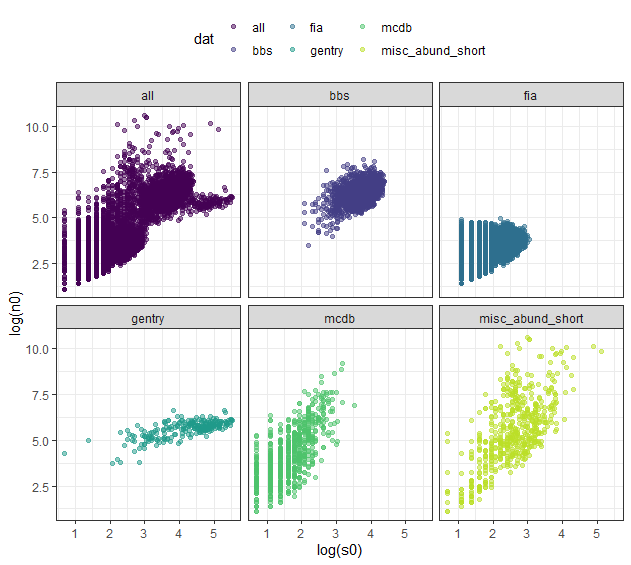 dat
all
fia
mcdb
bbs
gentry
misc_abund_short
all
bbs
fia
10.0
7.5
5.0
2.5
log(n0)
gentry
mcdb
misc_abund_short
10.0
7.5
5.0
2.5
1 2 3 4 5 1 2 3 4 5 1 2 3 4 5
log(s0)